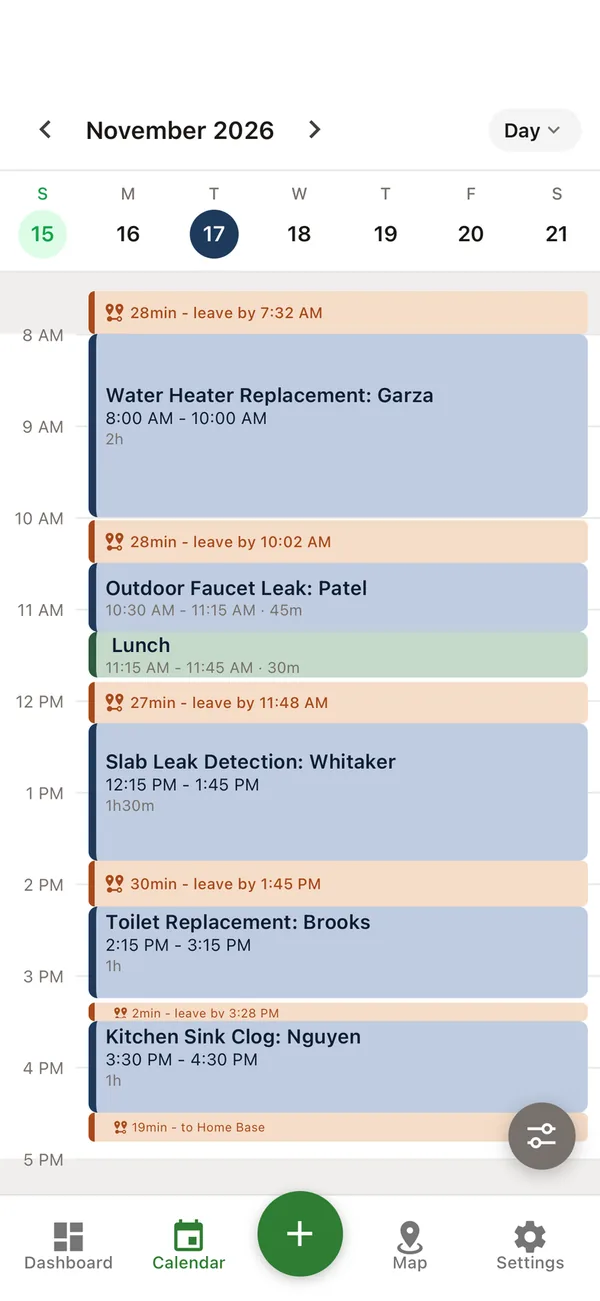 November 2026
Day
S M T W T F S
15 16 17 18 19 20 21
28min - leave by 7:32 AM
8 AM
Water Heater Replacement: Garza
8:00 AM - 10:00 AM
9 AM
2h
10 AM
28min - leave by 10:02 AM
Outdoor Faucet Leak: Patel
11 AM
10:30 AM - 11:15 AM · 45m
Lunch
11:15 AM - 11:45 AM · 30m
12 PM
27min - leave by 11:48 AM
Slab Leak Detection: Whitaker
12:15 PM - 1:45 PM
1 PM
1h30m
2 PM
30min - leave by 1:45 PM
Toilet Replacement: Brooks
2:15 PM - 3:15 PM
1h
3 PM
2min - leave by 3:28 PM
Kitchen Sink Clog: Nguyen
3:30 PM - 4:30 PM
4 PM
1h
19min - to Home Base
5 PM
Dashboard
Calendar
Map
Settings